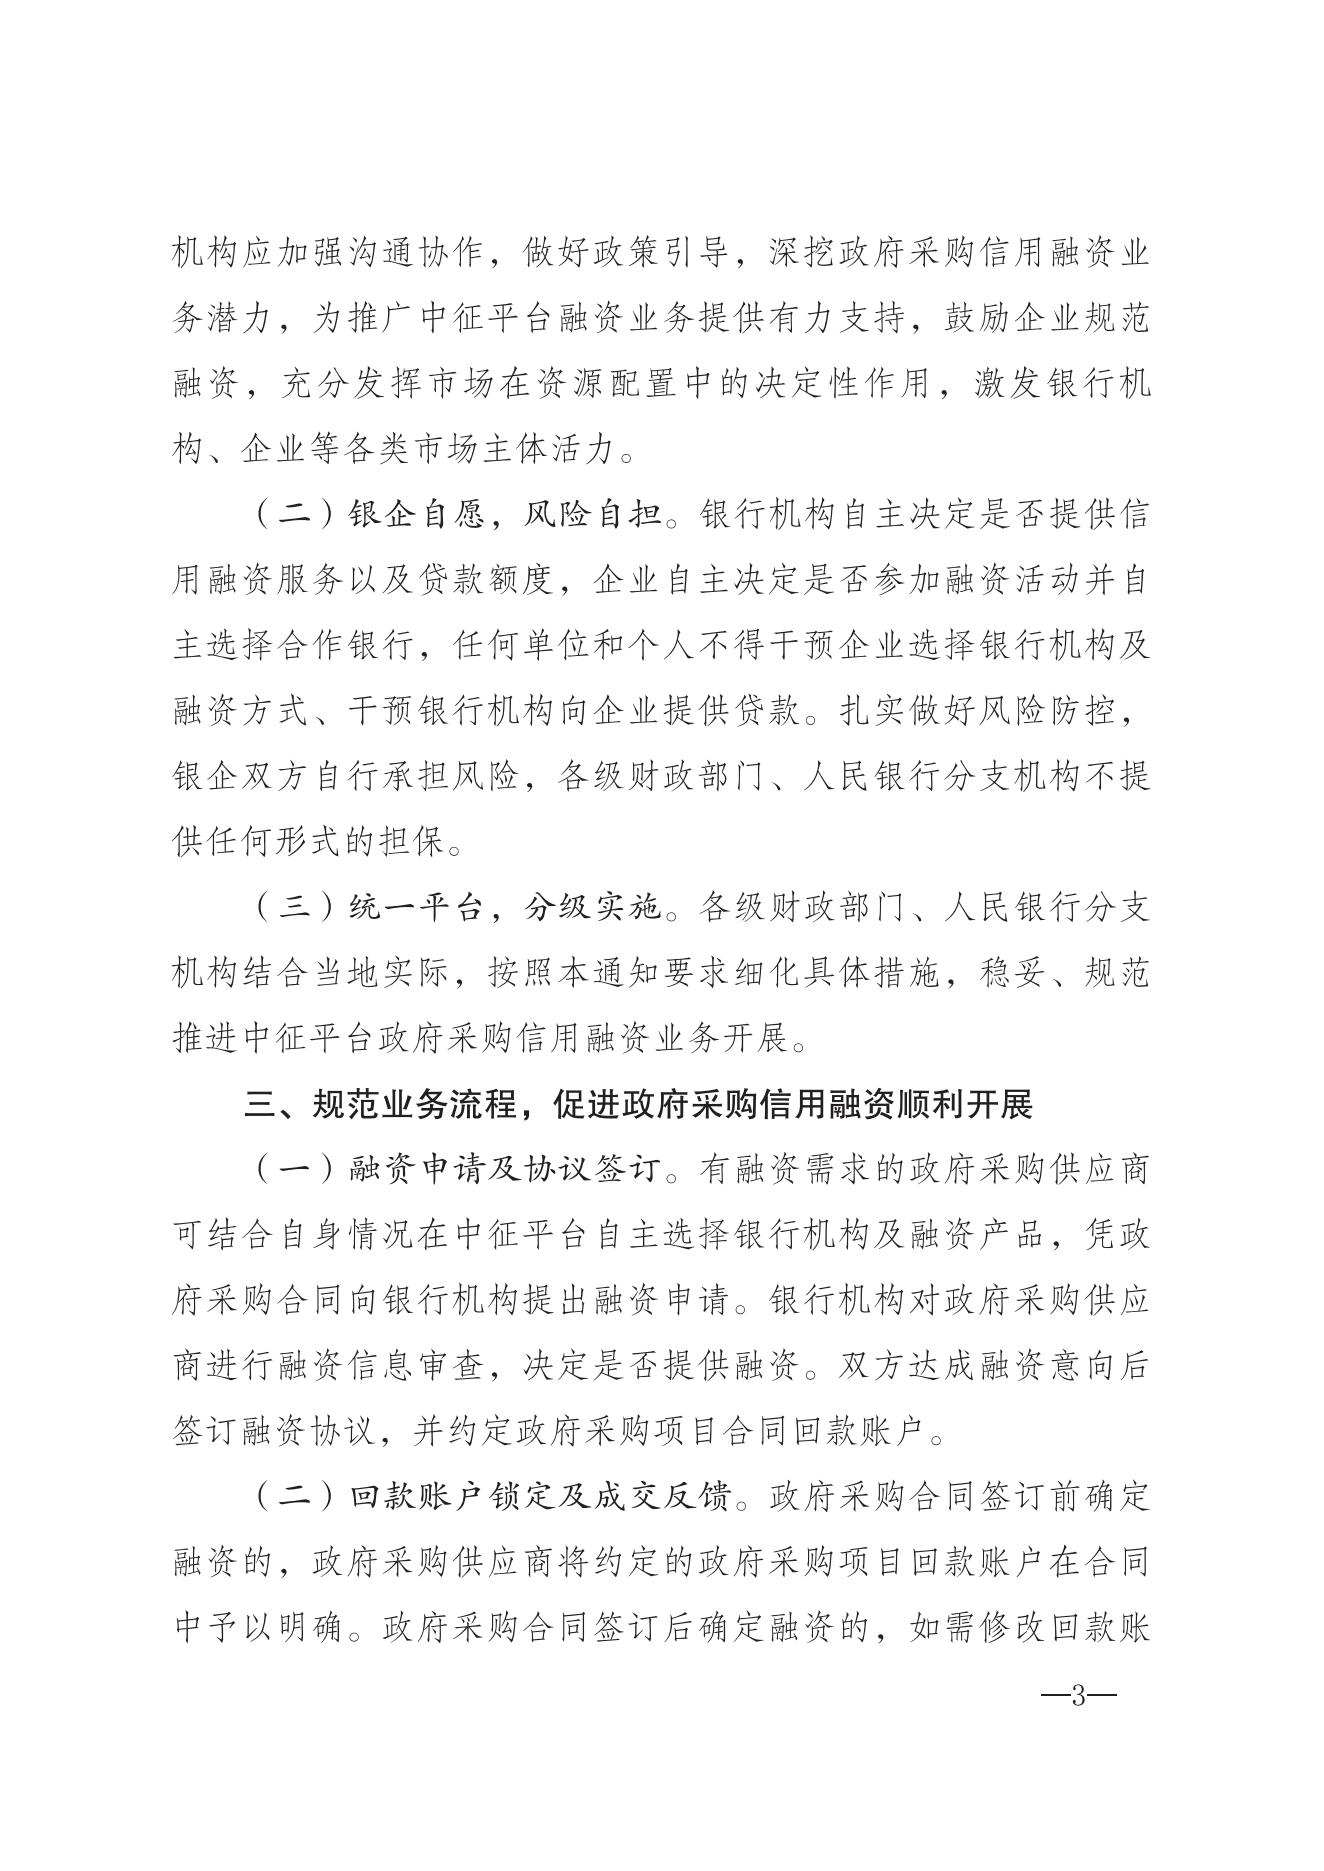 机构应加强沟通协作，做好政策引导，深挖政府采购信用融资业
务潜力，为推广中征平台融资业务提供有力支持，鼓励企业规范
融资，充分发挥市场在资源配置中的决定性作用，激发银行机
构、企业等各类市场主体活力。
（二）银企自愿，风险自担。银行机构自主决定是否提供信
用融资服务以及贷款额度，企业自主决定是否参加融资活动并自
主选择合作银行，任何单位和个人不得干预企业选择银行机构及
融资方式、干预银行机构向企业提供贷款。扎实做好风险防控，
银企双方自行承担风险，各级财政部门、人民银行分支机构不提
供任何形式的担保。
（三）统一平台，分级实施。各级财政部门、人民银行分支
机构结合当地实际，按照本通知要求细化具体措施，稳妥、规范
推进中征平台政府采购信用融资业务开展。
三、规范业务流程，促进政府采购信用融资顺利开展
（一）融资申请及协议签订。有融资需求的政府采购供应商
可结合自身情况在中征平台自主选择银行机构及融资产品，凭政
府采购合同向银行机构提出融资申请。银行机构对政府采购供应
商进行融资信息审查，决定是否提供融资。双方达成融资意向后
签订融资协议，并约定政府采购项目合同回款账户。
（二）回款账户锁定及成交反馈。政府采购合同签订前确定
融资的，政府采购供应商将约定的政府采购项目回款账户在合同
中予以明确。政府采购合同签订后确定融资的，如需修改回款账
—3—